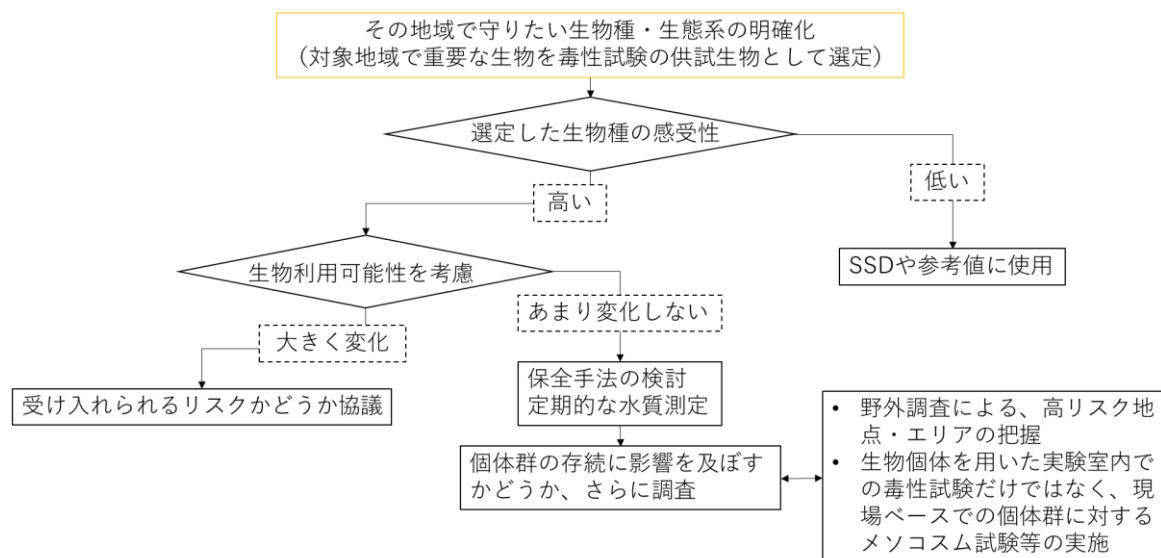 その地域で守りたい生物種・生態系の明確化
(対象地域で重要な生物を毒性試験の供試生物として選定)
選定した生物種の感受性
高い
低い
生物利用可能性を考慮
SSDや参考値に使用
大きく変化
あまり変化しない
受け入れられるリスクかどうか協議
保全手法の検討
定期的な水質測定
個体群の存続に影響を及ぼす
かどうか、さらに調査
• 野外調査による、高リスク地
点・エリアの把握
• 生物個体を用いた実験室内で
の毒性試験だけではなく、現
場ベースでの個体群に対する
メソコスム試験等の実施